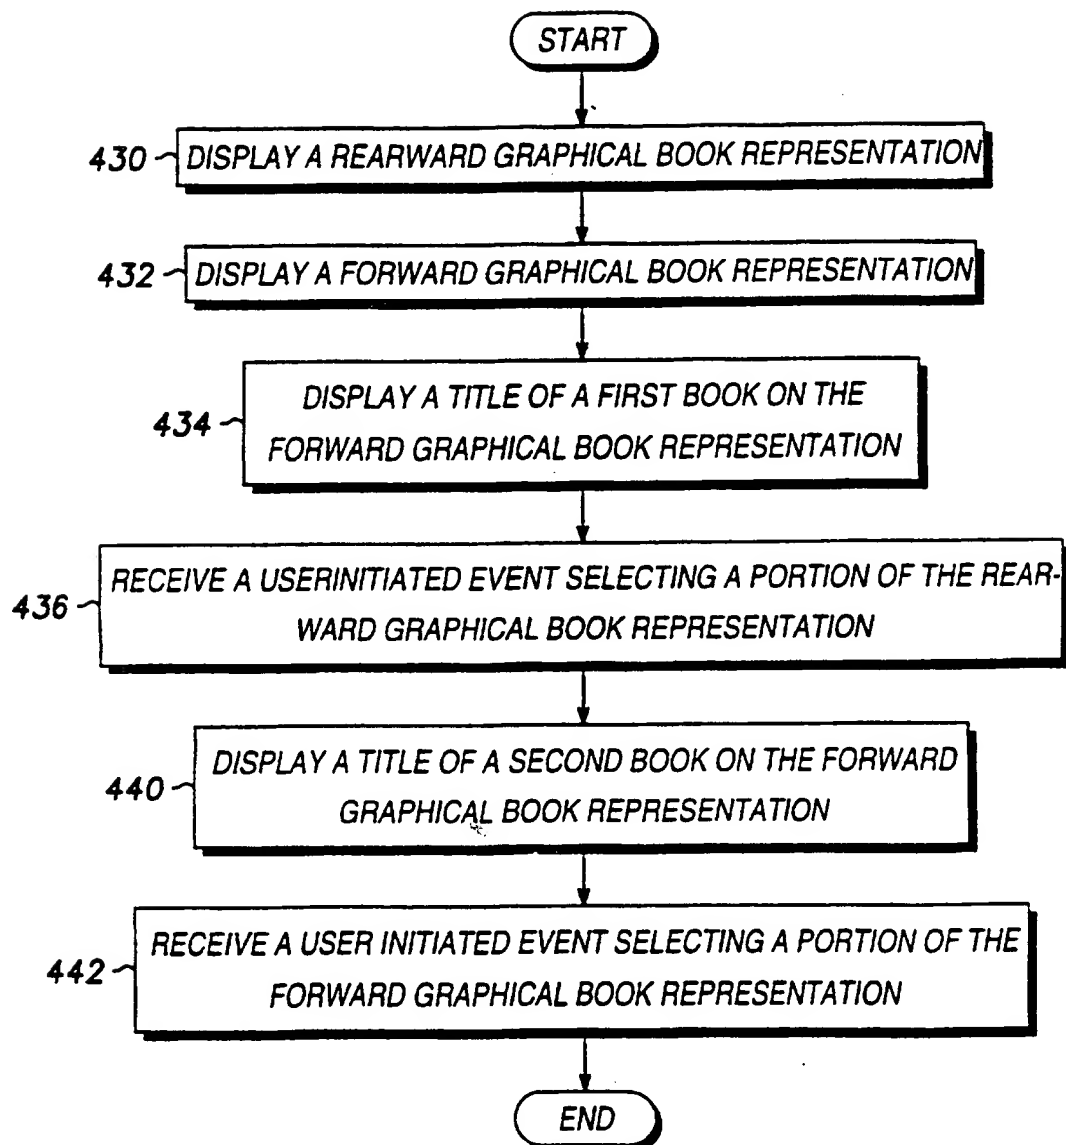 START
430 DISPLAY A REARWARD GRAPHICAL BOOK REPRESENTATION
432 DISPLAY A FORWARD GRAPHICAL BOOK REPRESENTATION
DISPLAY A TITLE OF A FIRST BOOK ON THE
434
FORWARD GRAPHICAL BOOK REPRESENTATION
RECEIVE A USERINITIATED EVENT SELECTING A PORTION OF THE REAR-
436
WARD GRAPHICAL BOOK REPRESENTATION
DISPLAY A TITLE OF A SECOND BOOK ON THE FORWARD
440
GRAPHICAL BOOK REPRESENTATION
RECEIVE A USER INITIATED EVENT SELECTING A PORTION OF THE
442
FORWARD GRAPHICAL BOOK REPRESENTATION
END